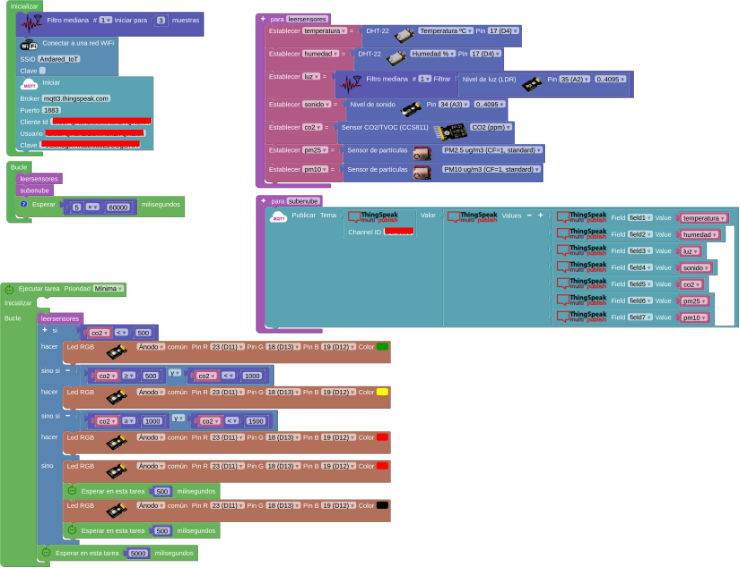 Inicializar
Filtro mediana # 1 Iniciar para 3 muestras
Conectar a una red WiFi
SSID Andared_IoT
Clave
Iniciar
Broker mqtt3.thingspeak.com
Puerto 1883
Cliente Id
Usuario
Clave
Bucle
leersensores
subenube
Esperar 5 × 60000 milisegundos
para leersensores
Establecer temperatura = DHT-22 Temperatura ºC Pin 17 (D4)
Establecer humedad = DHT-22 Humedad % Pin 17 (D4)
Establecer luz = Filtro mediana # 1 Filtrar Nivel de luz (LDR) Pin 35 (A2) 0..4095
Establecer sonido = Nivel de sonido Pin 34 (A3) 0..4095
Establecer co2 = Sensor CO2/TVOC (CCS811) CO2 (ppm)
Establecer pm25 = Sensor de partículas PM2.5 ug/m3 (CF=1, standard)
Establecer pm10 = Sensor de partículas PM10 ug/m3 (CF=1, standard)
para subenube
MQTT Publicar Tema ThingSpeak multi publish Valor ThingSpeak multi publish Values - + ThingSpeak multi publish Field field1 Value temperatura
Channel ID
ThingSpeak multi publish Field field2 Value humedad
ThingSpeak multi publish Field field3 Value luz
ThingSpeak multi publish Field field4 Value sonido
ThingSpeak multi publish Field field5 Value co2
ThingSpeak multi publish Field field6 Value pm25
ThingSpeak multi publish Field field7 Value pm10
Ejecutar tarea Prioridad Mínima
Inicializar
Bucle
leersensores
+ si co2 < 500
hacer Led RGB Ánodo común Pin R 23 (D11) Pin G 18 (D13) Pin B 19 (D12) Color
sino si - co2 ≥ 500 y co2 < 1000
hacer Led RGB Ánodo común Pin R 23 (D11) Pin G 18 (D13) Pin B 19 (D12) Color
sino si - co2 ≥ 1000 y co2 < 1500
hacer Led RGB Ánodo común Pin R 23 (D11) Pin G 18 (D13) Pin B 19 (D12) Color
sino Led RGB Ánodo común Pin R 23 (D11) Pin G 18 (D13) Pin B 19 (D12) Color
Esperar en esta tarea 500 milisegundos
Led RGB Ánodo común Pin R 23 (D11) Pin G 18 (D13) Pin B 19 (D12) Color
Esperar en esta tarea 500 milisegundos
Esperar en esta tarea 5000 milisegundos